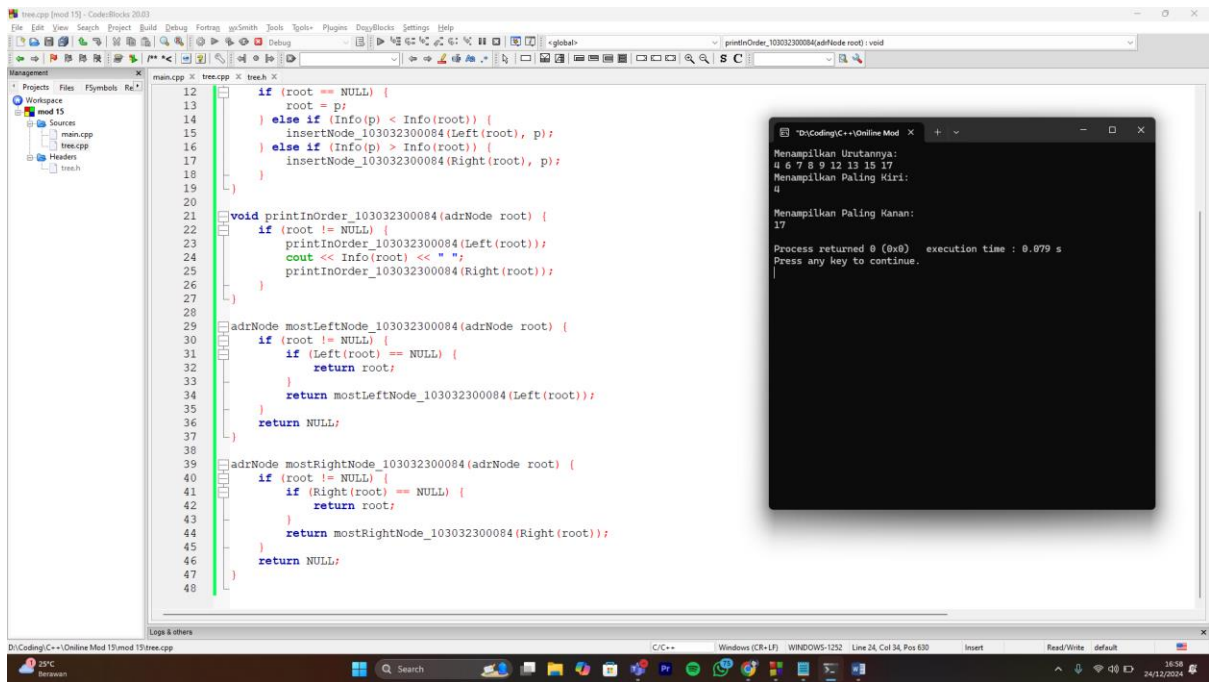 tree.cpp [mod 15] - Code::Blocks 20.03
File Edit View Search Project Build Debug Fortran wxSmith Tools Tools+ Plugins DoxyBlocks Settings Help
Debug <global> printInOrder_103032300084(adrNode root) : void
S C
Management
main.cpp X tree.cpp X tree.h X
Projects Files FSymbols Re
Workspace
mod 15
Sources
main.cpp
tree.cpp
Headers
tree.h
12 if (root == NULL) {
13 root = p;
14 } else if (Info(p) < Info(root)) {
15 insertNode_103032300084(Left(root), p);
16 } else if (Info(p) > Info(root)) {
17 insertNode_103032300084(Right(root), p);
18 }
19 }
20
21 void printInOrder_103032300084(adrNode root) {
22 if (root != NULL) {
23 printInOrder_103032300084(Left(root));
24 cout << Info(root) << " ";
25 printInOrder_103032300084(Right(root));
26 }
27 }
28
29 adrNode mostLeftNode_103032300084(adrNode root) {
30 if (root != NULL) {
31 if (Left(root) == NULL) {
32 return root;
33 }
34 return mostLeftNode_103032300084(Left(root));
35 }
36 return NULL;
37 }
38
39 adrNode mostRightNode_103032300084(adrNode root) {
40 if (root != NULL) {
41 if (Right(root) == NULL) {
42 return root;
43 }
44 return mostRightNode_103032300084(Right(root));
45 }
46 return NULL;
47 }
48
"D:\Coding\C++\Oniline Mod X + 
Menampilkan Urutannya:
4 6 7 8 9 12 13 15 17
Menampilkan Paling Kiri:
4
Menampilkan Paling Kanan:
17
Process returned 0 (0x0) execution time : 0.079 s
Press any key to continue.
Logs & others
D:\Coding\C++\Oniline Mod 15\mod 15\tree.cpp C/C++ Windows (CR+LF) WINDOWS-1252 Line 24, Col 34, Pos 630 Insert Read/Write default
25°C
Berawan
Search
16:58
24/12/2024